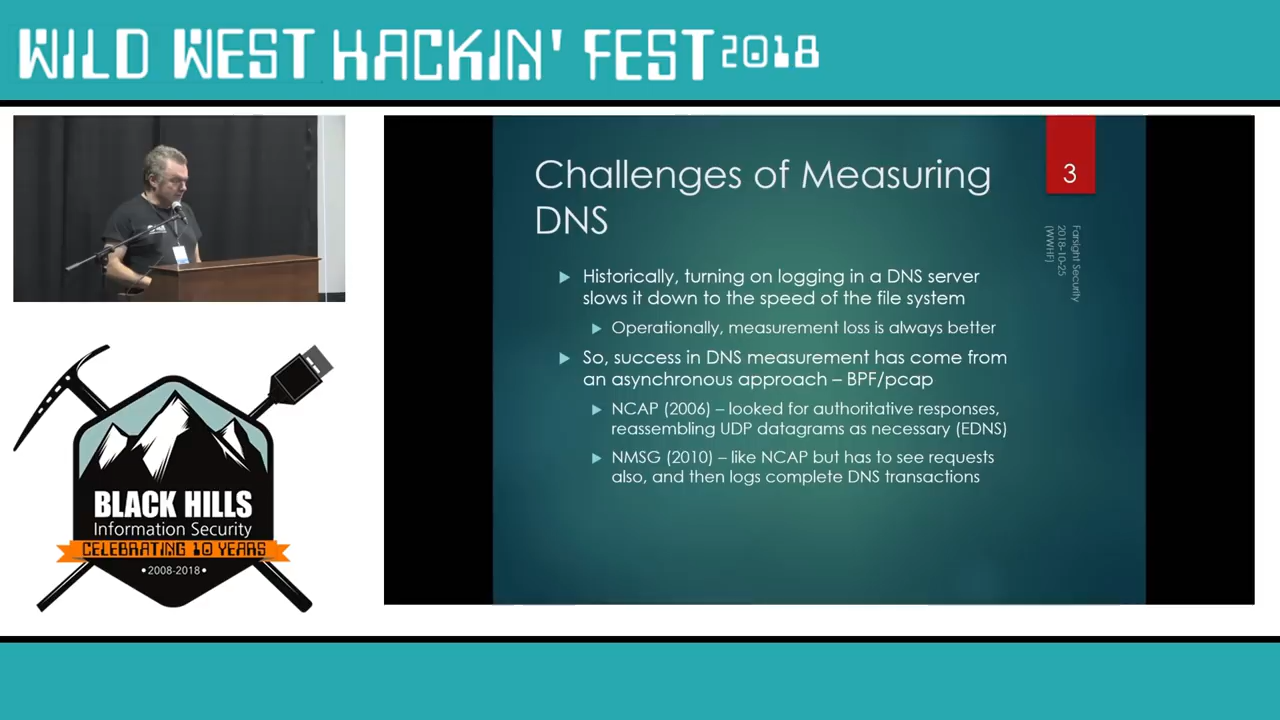 WILD WEST HACKIN' FEST 2018
Challenges of Measuring
DNS
3
Farsight Security
2018-10-25
(WWHF)
Historically, turning on logging in a DNS server
slows it down to the speed of the file system
Operationally, measurement loss is always better
So, success in DNS measurement has come from
an asynchronous approach – BPF/pcap
NCAP (2006) – looked for authoritative responses,
reassembling UDP datagrams as necessary (EDNS)
NMSG (2010) – like NCAP but has to see requests
also, and then logs complete DNS transactions
BLACK HILLS
Information Security
CELEBRATING 10 YEARS
•2008-2018•